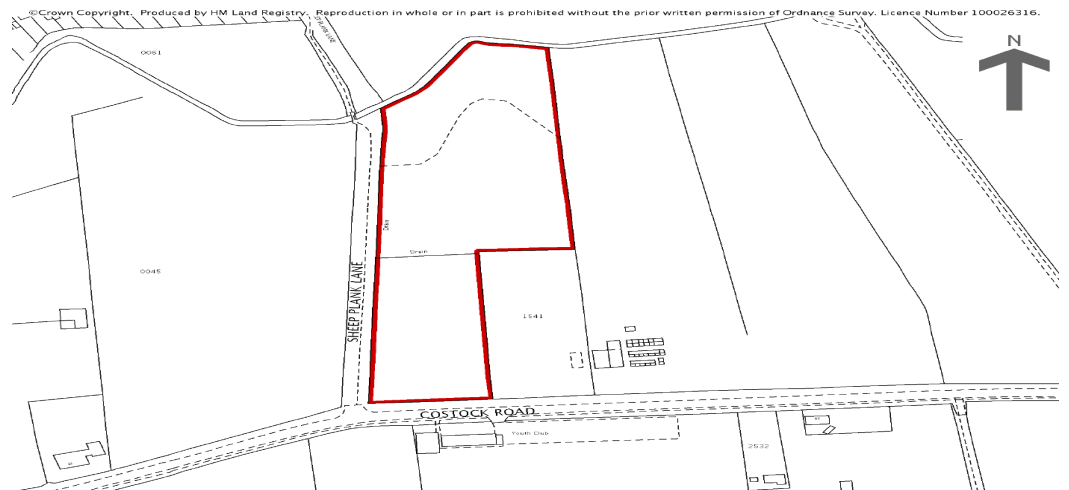 ©Crown Copyright. Produced by HM Land Registry. Reproduction in whole or in part is prohibited without the prior written permission of Ordnance Survey. Licence Number 100026316.
0061
N
Drain
Drain
0045
SHEEP PLANK LANE
1541
COSTOCK ROAD
Youth Club
2532